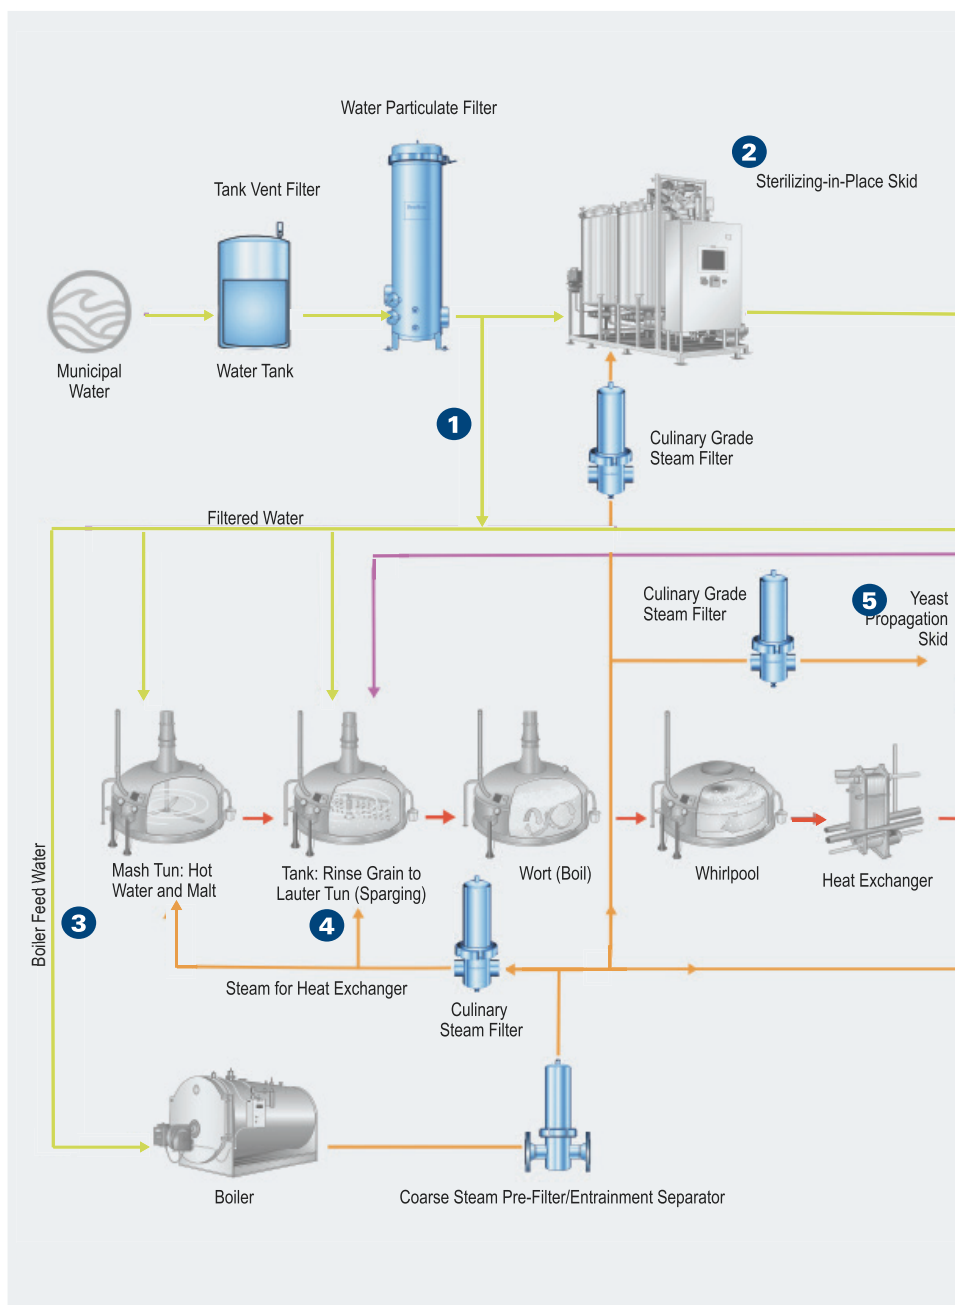 Water Particulate Filter
2
Sterilizing-in-Place Skid
Tank Vent Filter
Municipal
Water
Water Tank
1
Culinary Grade
Steam Filter
Filtered Water
Culinary Grade
Steam Filter
5
Yeast
Propagation
Skid
Mash Tun: Hot
Water and Malt
Tank: Rinse Grain to
Lauter Tun (Sparging)
Wort (Boil)
Whirlpool
Heat Exchanger
Boiler Feed Water
3
4
Steam for Heat Exchanger
Culinary
Steam Filter
Boiler
Coarse Steam Pre-Filter/Entrainment Separator